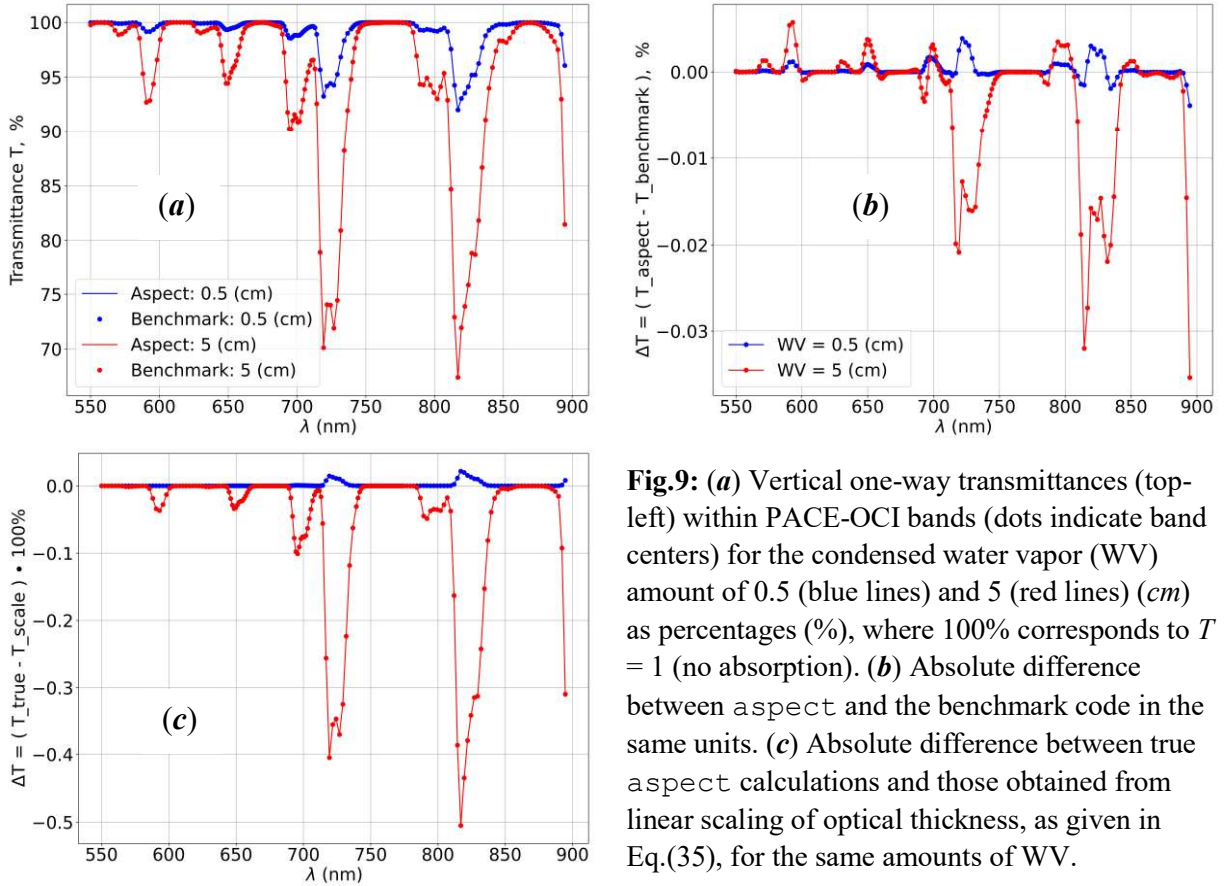 100
95
90
85
80
75
70
Transmittance T, %
(a)
Aspect: 0.5 (cm)
Benchmark: 0.5 (cm)
Aspect: 5 (cm)
Benchmark: 5 (cm)
550 600 650 700 750 800 850 900
λ (nm)
0.00
−0.01
−0.02
−0.03
ΔT = ( T_aspect - T_benchmark ), %
(b)
WV = 0.5 (cm)
WV = 5 (cm)
550 600 650 700 750 800 850 900
λ (nm)
0.0
−0.1
−0.2
−0.3
−0.4
−0.5
ΔT = ( T_true - T_scale ) • 100%
(c)
550 600 650 700 750 800 850 900
λ (nm)
Fig.9: (a) Vertical one-way transmittances (top-
left) within PACE-OCI bands (dots indicate band
centers) for the condensed water vapor (WV)
amount of 0.5 (blue lines) and 5 (red lines) (cm)
as percentages (%), where 100% corresponds to T
= 1 (no absorption). (b) Absolute difference
between aspect and the benchmark code in the
same units. (c) Absolute difference between true
aspect calculations and those obtained from
linear scaling of optical thickness, as given in
Eq.(35), for the same amounts of WV.